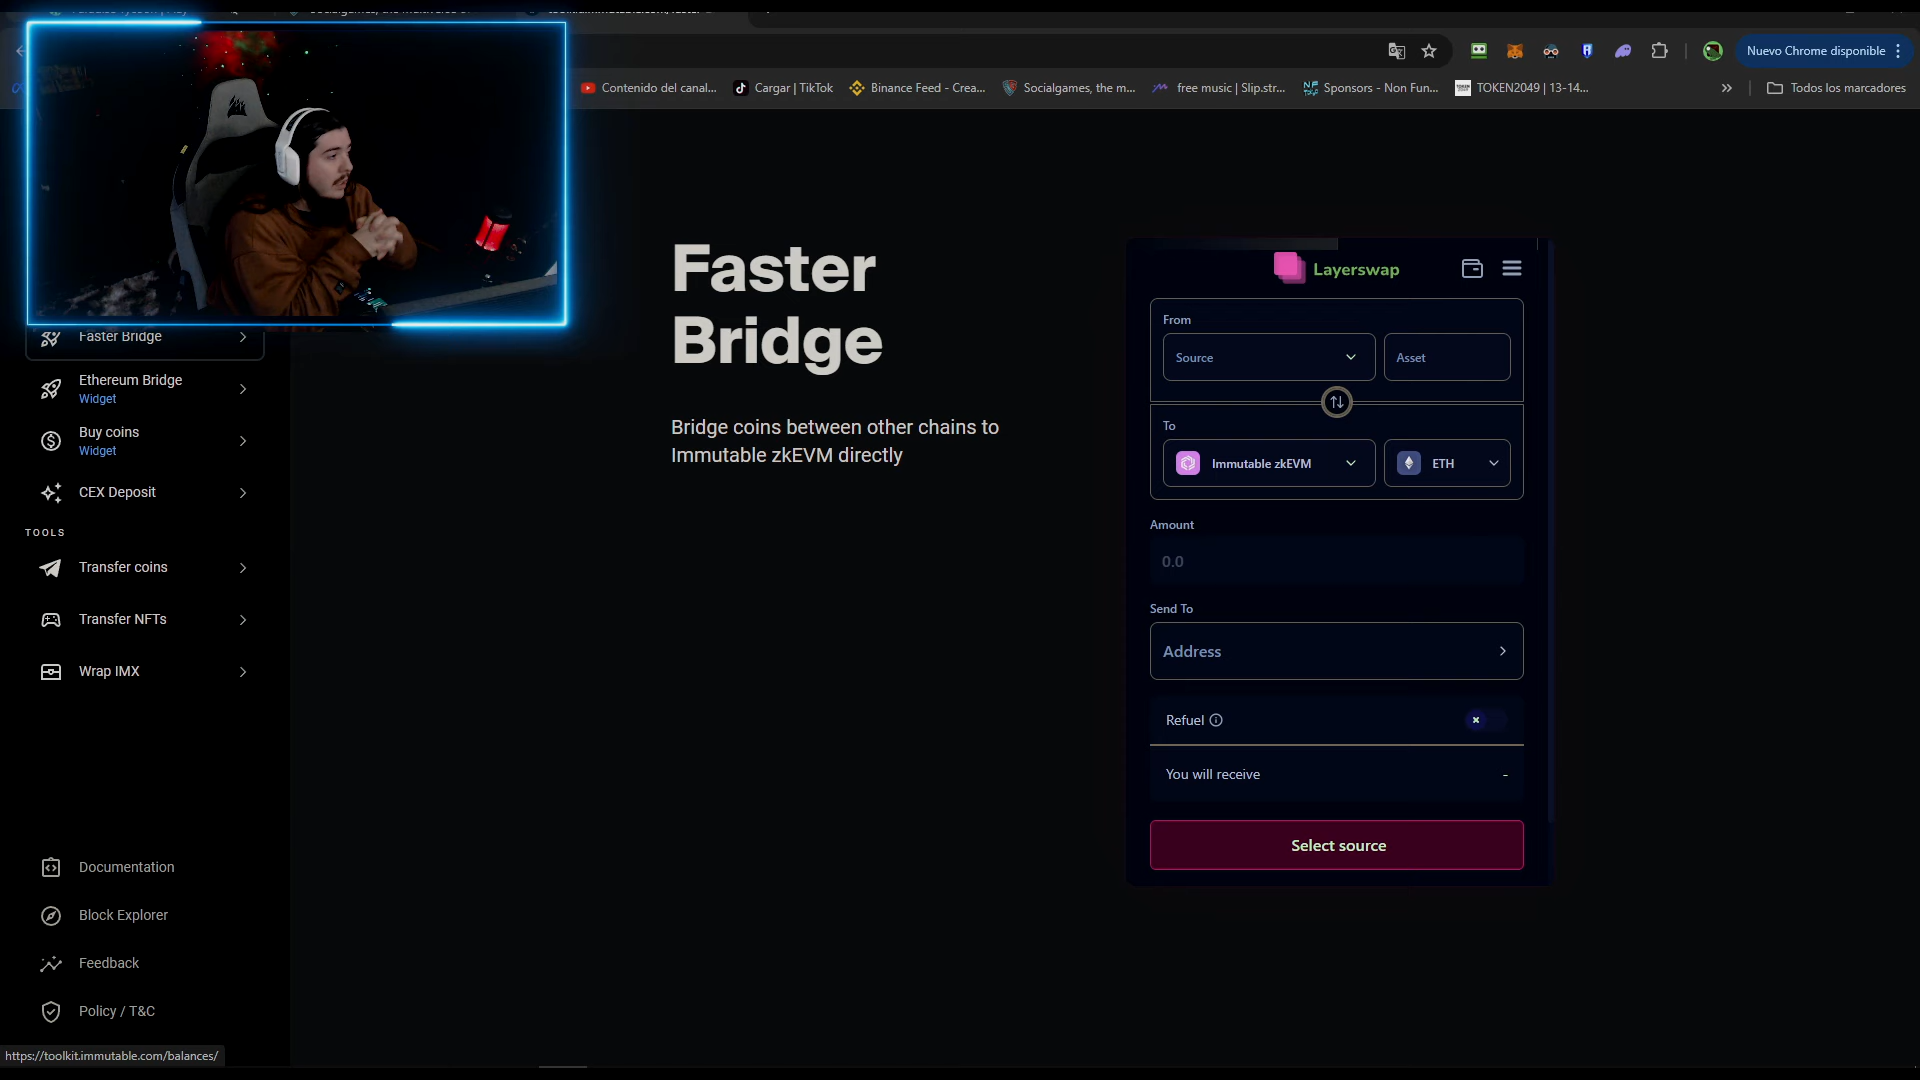 Nuevo Chrome disponible
Contenido del canal...
Cargar | TikTok
Binance Feed - Crea...
Socialgames, the m...
free music | Slip.str...
Sponsors - Non Fun...
TOKEN2049 | 13-14...
Todos los marcadores
Faster Bridge
Ethereum Bridge
Widget
Buy coins
Widget
CEX Deposit
TOOLS
Transfer coins
Transfer NFTs
Wrap IMX
Documentation
Block Explorer
Feedback
Policy / T&C
https://toolkit.immutable.com/balances/
Faster
Bridge
Bridge coins between other chains to
Immutable zkEVM directly
Layerswap
From
Source
Asset
To
Immutable zkEVM
ETH
Amount
0.0
Send To
Address
Refuel
You will receive
-
Select source